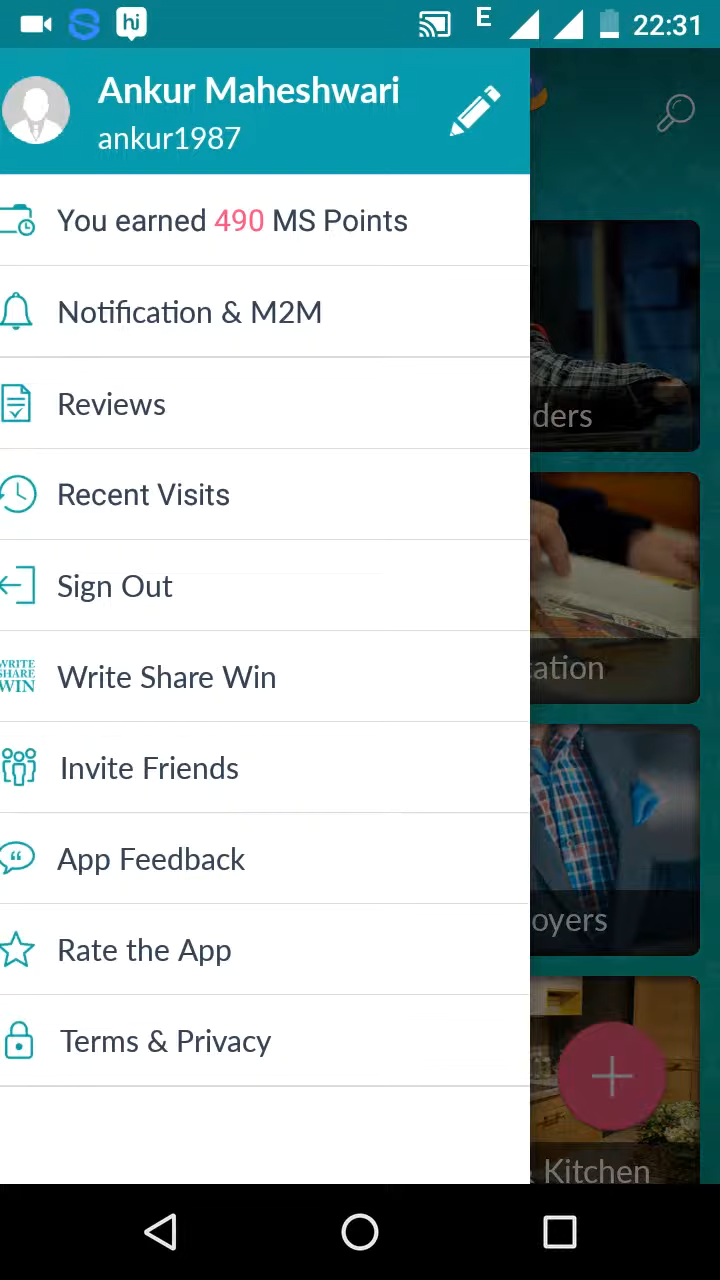 hi
E
22:31
Ankur Maheshwari
ankur1987
You earned 490 MS Points
Notification & M2M
Reviews
Recent Visits
Sign Out
WRITE
SHARE
WIN
Write Share Win
Invite Friends
App Feedback
Rate the App
Terms & Privacy
ders
ation
oyers
& Kitchen